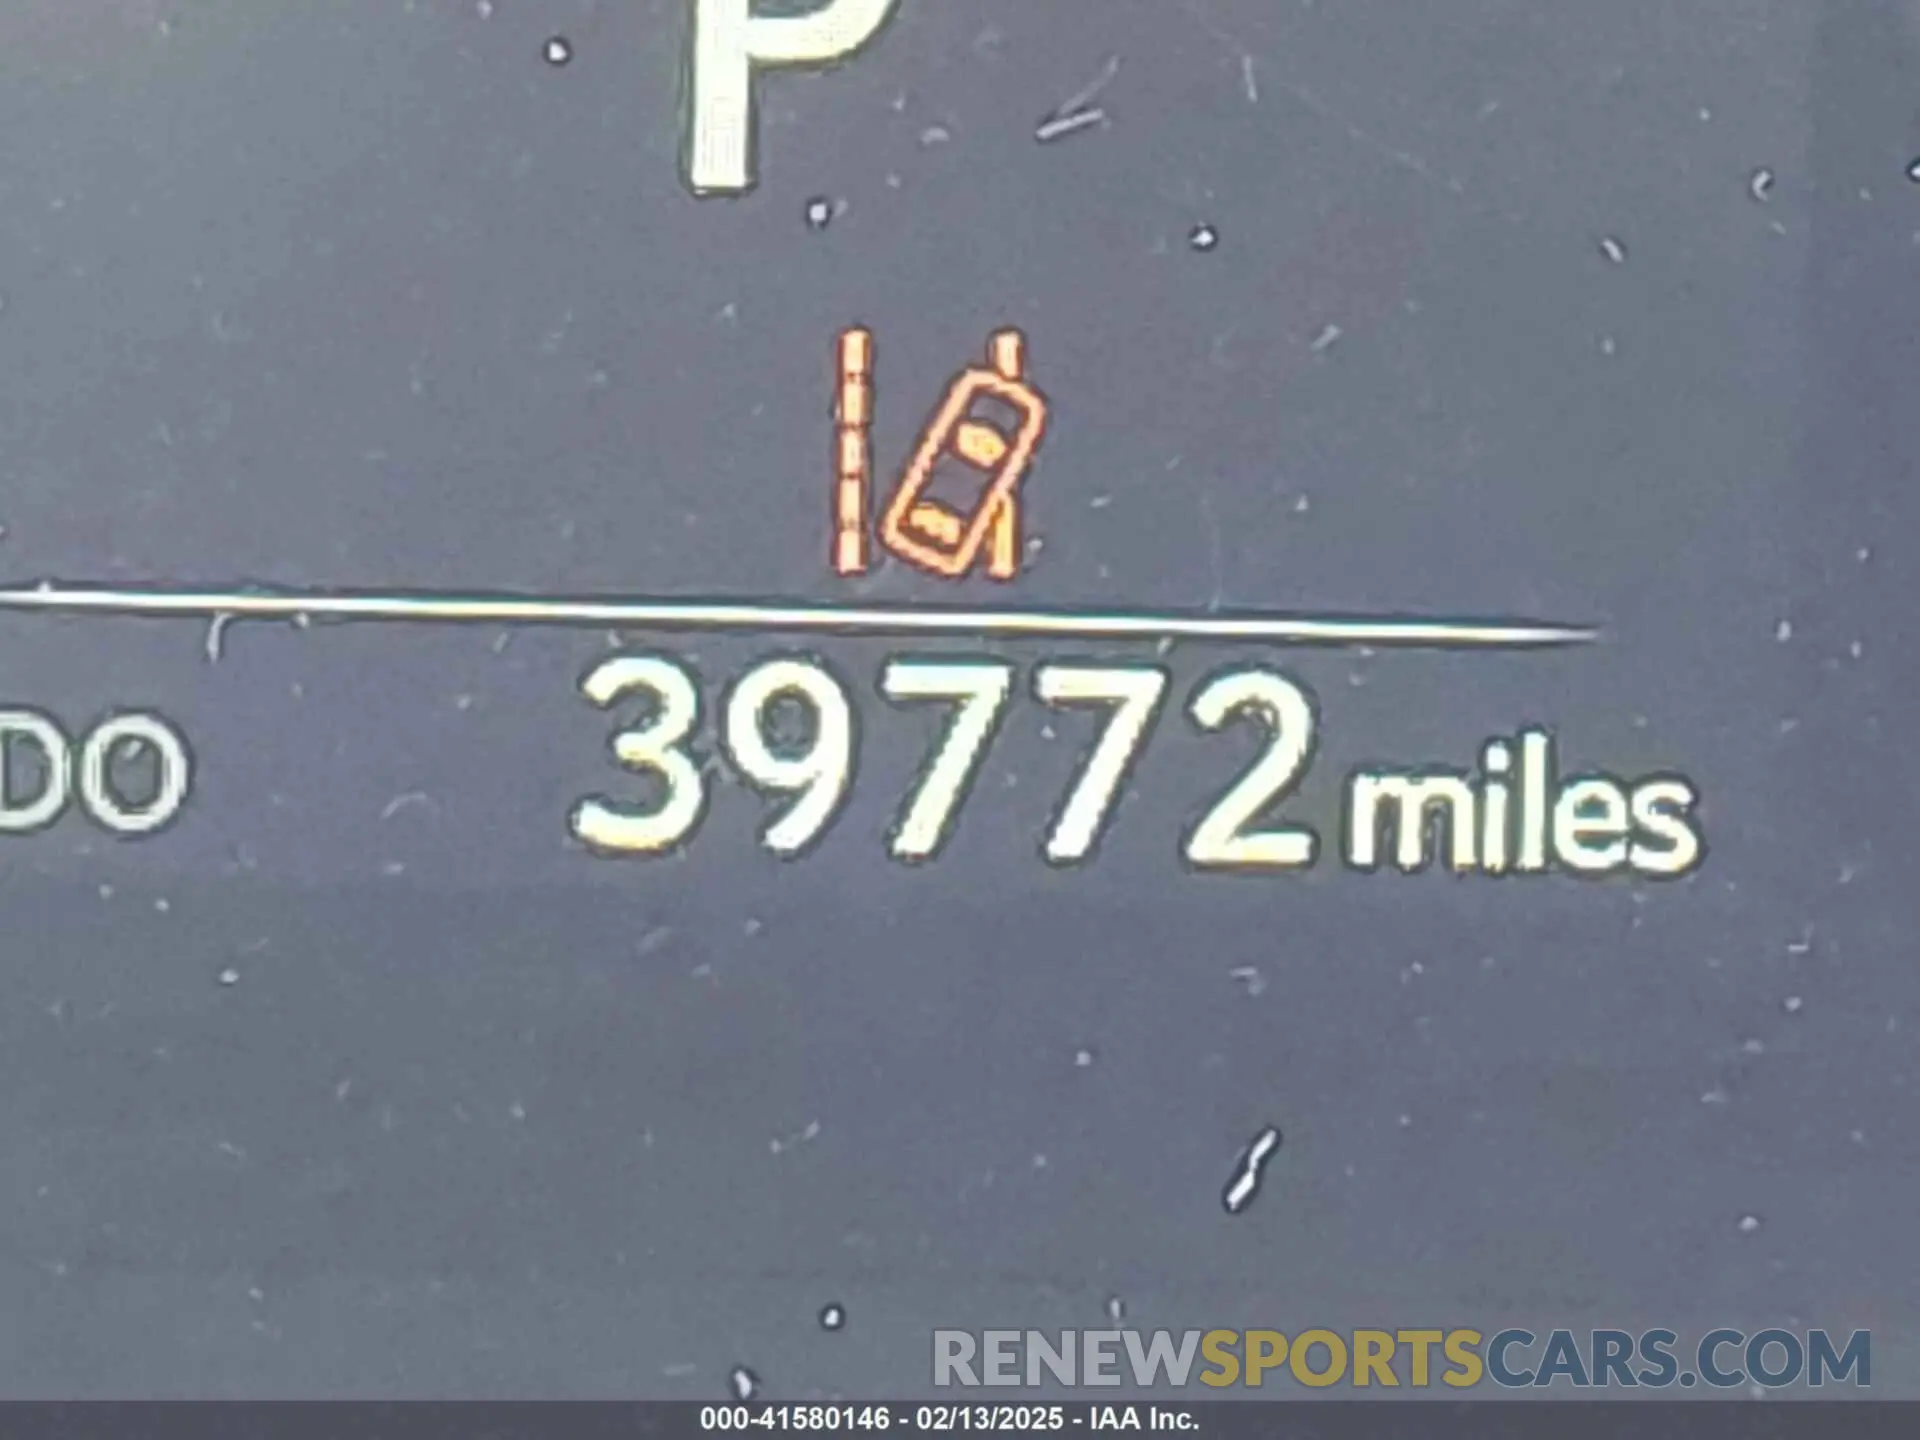 P
DO 39772 miles
RENEWSPORTSCARS.COM
000-41580146 - 02/13/2025 - IAA Inc.